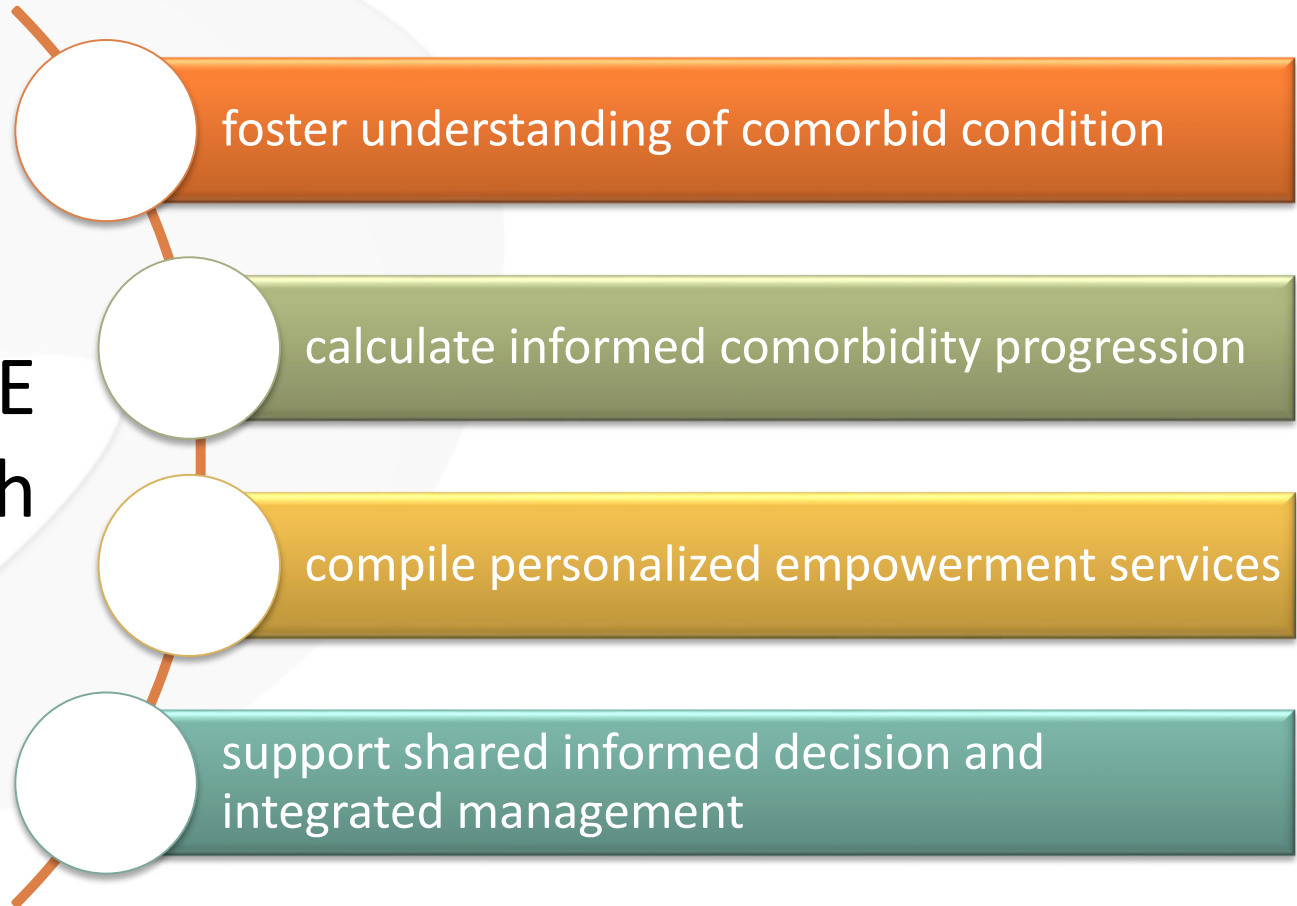 foster understanding of comorbid condition
calculate informed comorbidity progression
E
h
compile personalized empowerment services
support shared informed decision and
integrated management